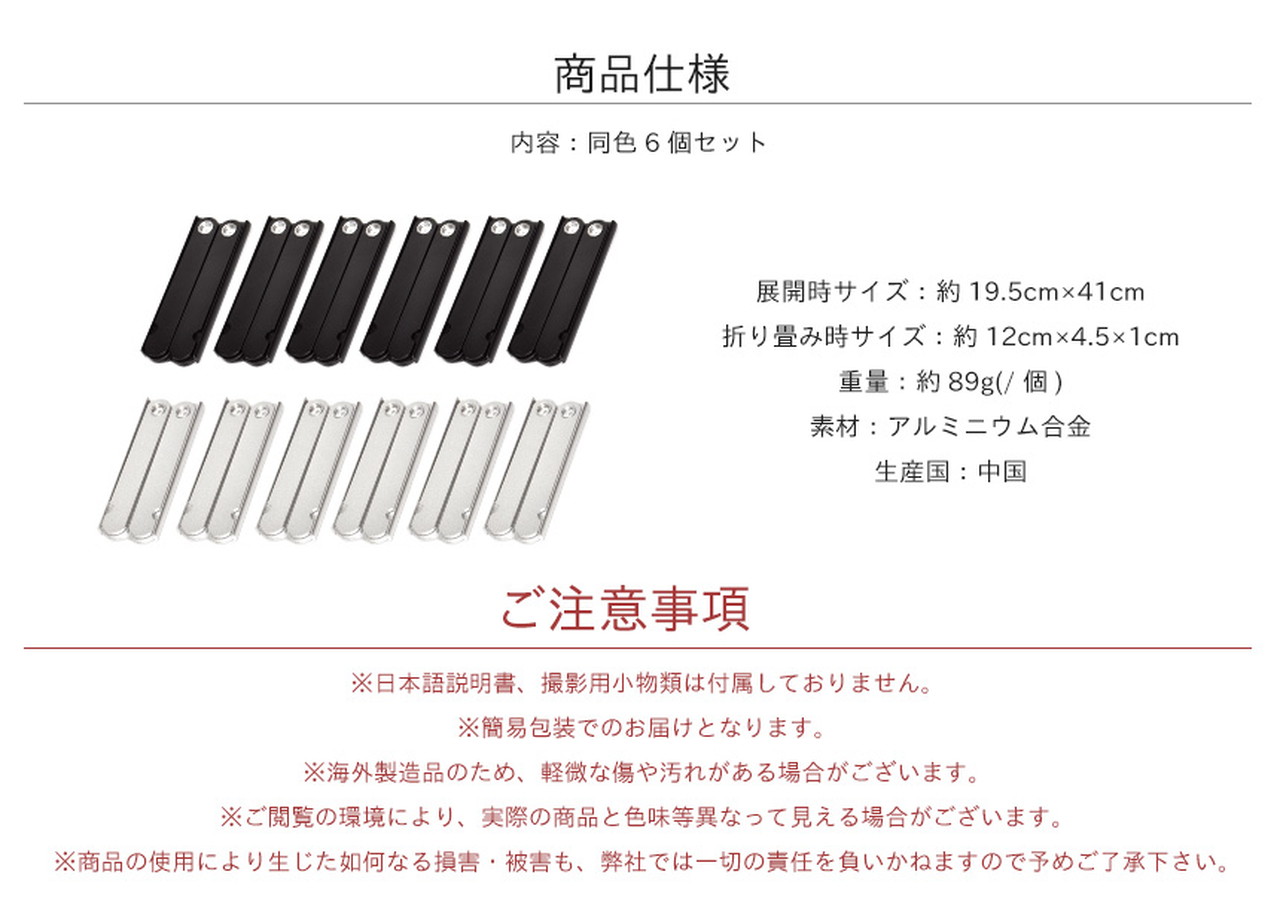 商品仕様
内容：同色 6 個セット
展開時サイズ：約 19.5cm×41cm
折り畳み時サイズ：約 12cm×4.5×1cm
重量：約 89g(/ 個 )
素材：アルミニウム合金
生産国：中国
ご注意事項
※日本語説明書、撮影用小物類は付属しておりません。
※簡易包装でのお届けとなります。
※海外製造品のため、軽微な傷や汚れがある場合がございます。
※ご閲覧の環境により、実際の商品と色味等異なって見える場合がございます。
※商品の使用により生じた如何なる損害・被害も、弊社では一切の責任を負いかねますので予めご了承下さい。